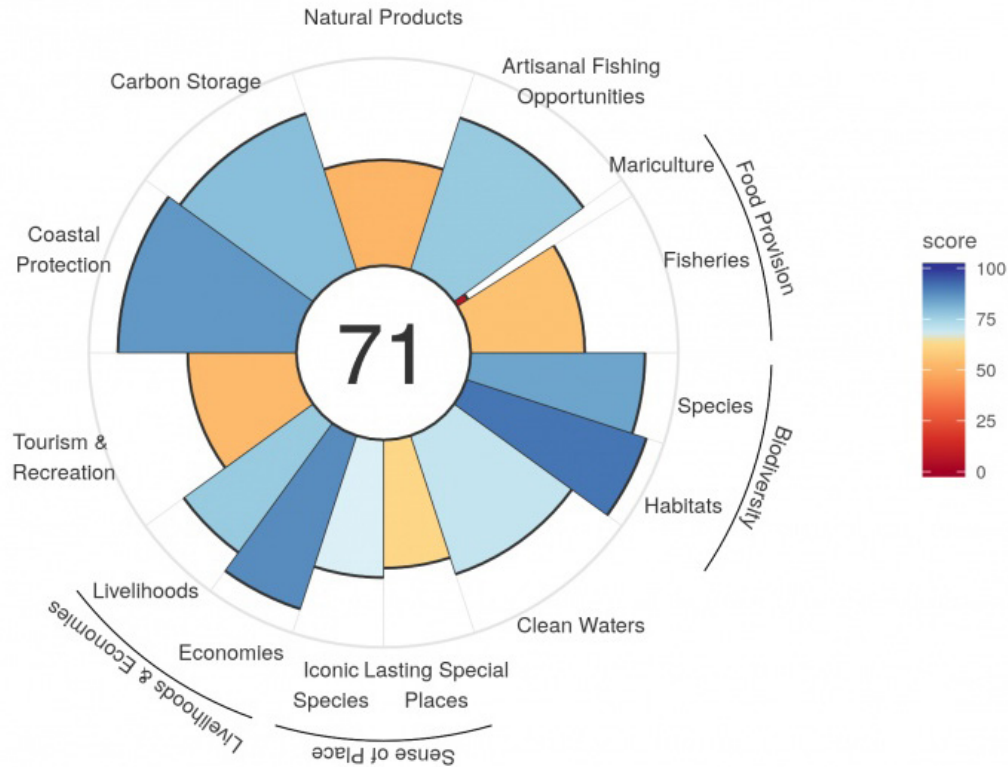 Natural Products
Artisanal Fishing
Opportunities
Carbon Storage
Mariculture
Food Provision
Fisheries
Coastal
Protection
71
score
100
75
50
25
0
Species
Biodiversity
Habitats
Tourism &
Recreation
Clean Waters
Livelihoods
Livelihoods & Economies
Economies
Iconic
Species
Lasting Special
Places
Sense of Place